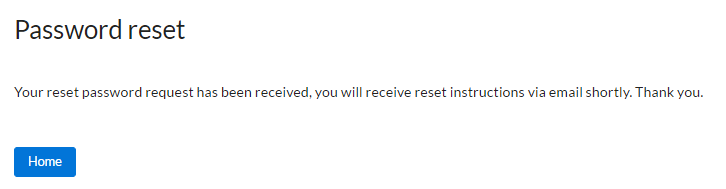 Password reset
Your reset password request has been received, you will receive reset instructions via email shortly. Thank you.
Home